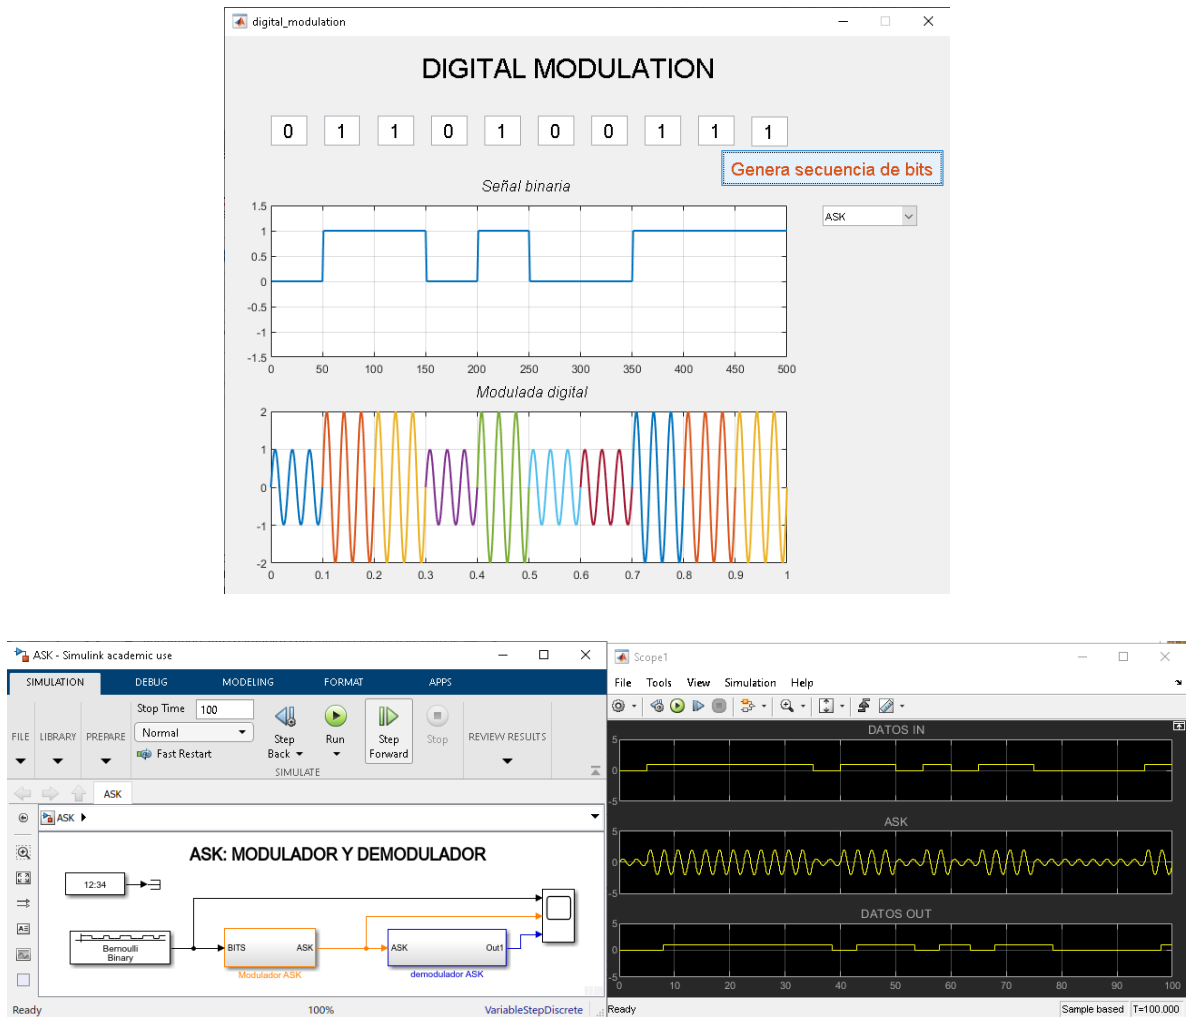 digital_modulation
DIGITAL MODULATION
0 1 1 0 1 0 0 1 1 1
Genera secuencia de bits
Señal binaria
ASK
1.5
1
0.5
0
-0.5
-1
-1.5
0 50 100 150 200 250 300 350 400 450 500
Modulada digital
2
1
0
-1
-2
0 0.1 0.2 0.3 0.4 0.5 0.6 0.7 0.8 0.9 1
ASK - Simulink academic use
SIMULATION DEBUG MODELING FORMAT APPS
FILE LIBRARY PREPARE
Stop Time 100
Normal
Fast Restart
Step Back
Run
Step Forward
Stop
SIMULATE
REVIEW RESULTS
ASK
ASK
ASK: MODULADOR Y DEMODULADOR
12:34
Bernoulli
Binary
BITS ASK
Modulador ASK
ASK Out1
demodulador ASK
Ready 100% VariableStepDiscrete
Scope1
File Tools View Simulation Help
DATOS IN
5
0
-5
ASK
5
0
-5
DATOS OUT
5
0
-5
0 10 20 30 40 50 60 70 80 90 100
Ready Sample based T=100.000